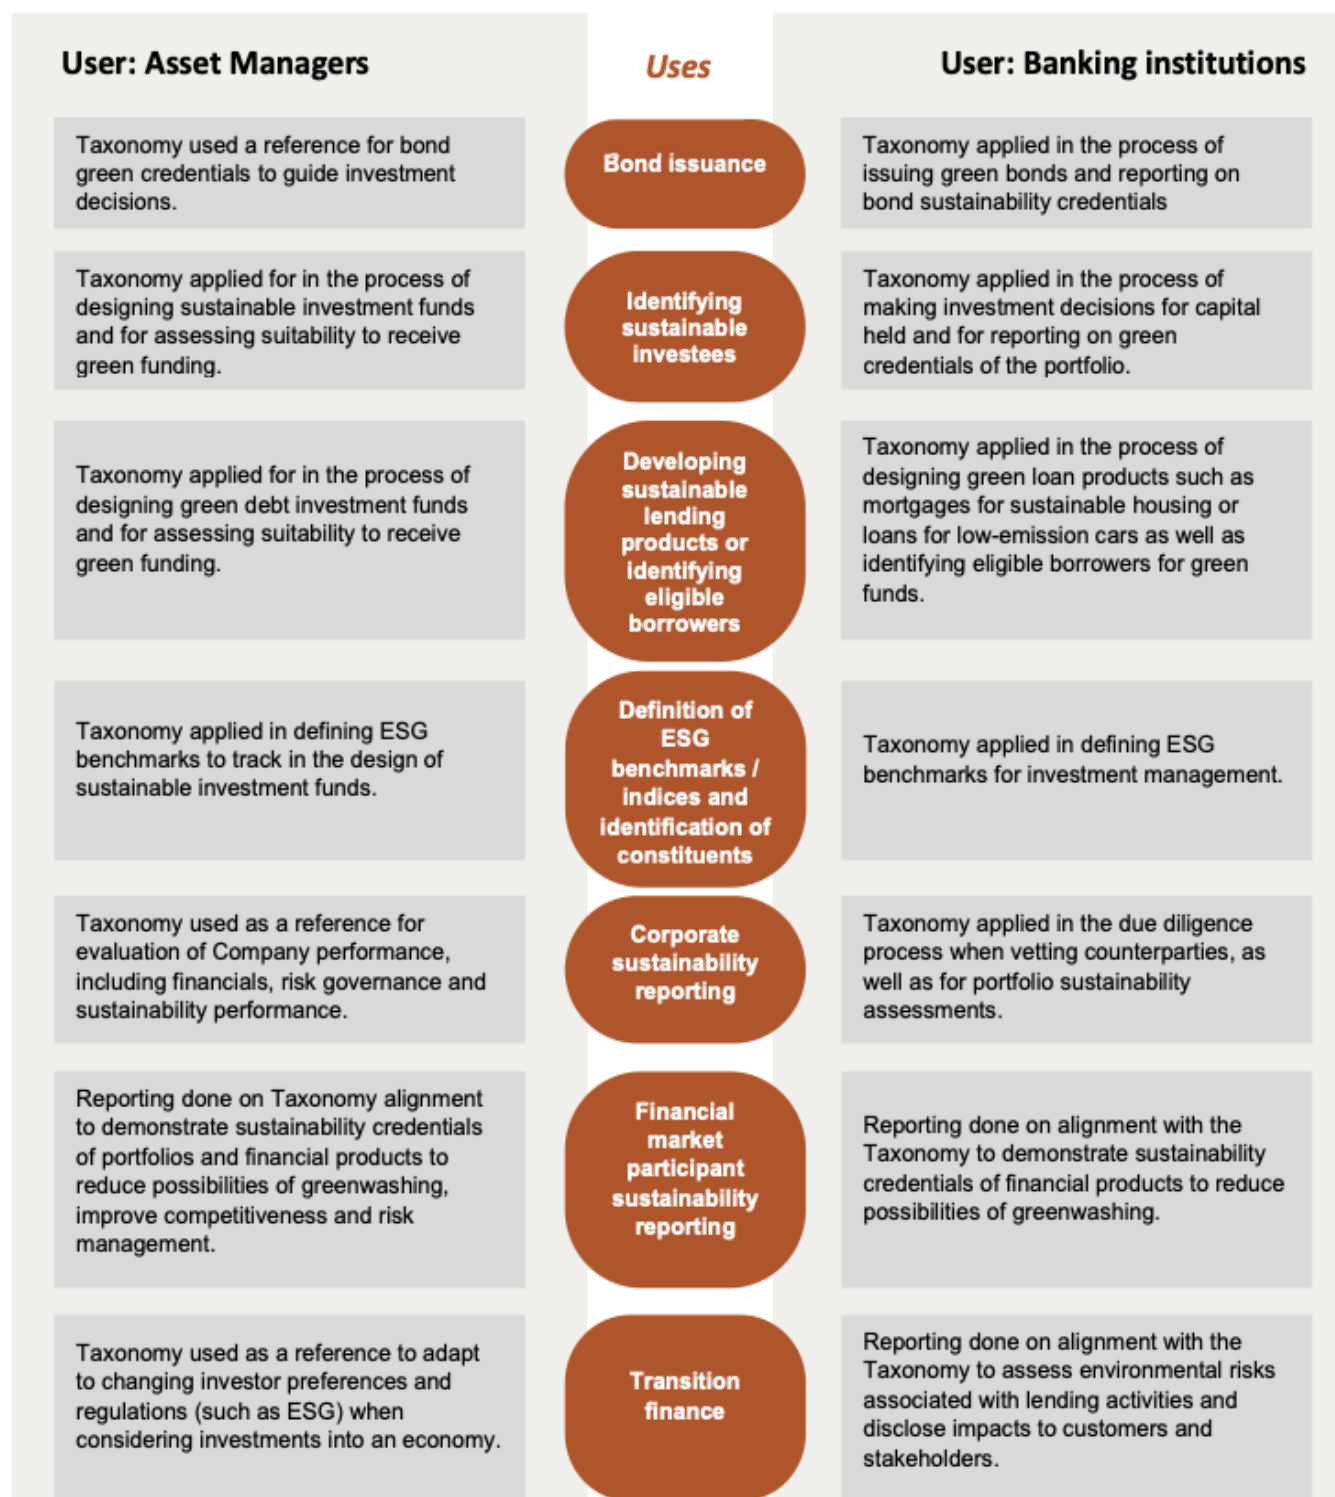 User: Asset Managers
Uses
User: Banking institutions
Taxonomy used a reference for bond
green credentials to guide investment
decisions.
Bond issuance
Taxonomy applied in the process of
issuing green bonds and reporting on
bond sustainability credentials
Taxonomy applied for in the process of
designing sustainable investment funds
and for assessing suitability to receive
green funding.
Identifying
sustainable
investees
Taxonomy applied in the process of
making investment decisions for capital
held and for reporting on green
credentials of the portfolio.
Taxonomy applied for in the process of
designing green debt investment funds
and for assessing suitability to receive
green funding.
Developing
sustainable
lending
products or
identifying
eligible
borrowers
Taxonomy applied in the process of
designing green loan products such as
mortgages for sustainable housing or
loans for low-emission cars as well as
identifying eligible borrowers for green
funds.
Taxonomy applied in defining ESG
benchmarks to track in the design of
sustainable investment funds.
Definition of
ESG
benchmarks /
indices and
identification of
constituents
Taxonomy applied in defining ESG
benchmarks for investment management.
Taxonomy used as a reference for
evaluation of Company performance,
including financials, risk governance and
sustainability performance.
Corporate
sustainability
reporting
Taxonomy applied in the due diligence
process when vetting counterparties, as
well as for portfolio sustainability
assessments.
Reporting done on Taxonomy alignment
to demonstrate sustainability credentials
of portfolios and financial products to
reduce possibilities of greenwashing,
improve competitiveness and risk
management.
Financial
market
participant
sustainability
reporting
Reporting done on alignment with the
Taxonomy to demonstrate sustainability
credentials of financial products to reduce
possibilities of greenwashing.
Taxonomy used as a reference to adapt
to changing investor preferences and
regulations (such as ESG) when
considering investments into an economy.
Transition
finance
Reporting done on alignment with the
Taxonomy to assess environmental risks
associated with lending activities and
disclose impacts to customers and
stakeholders.